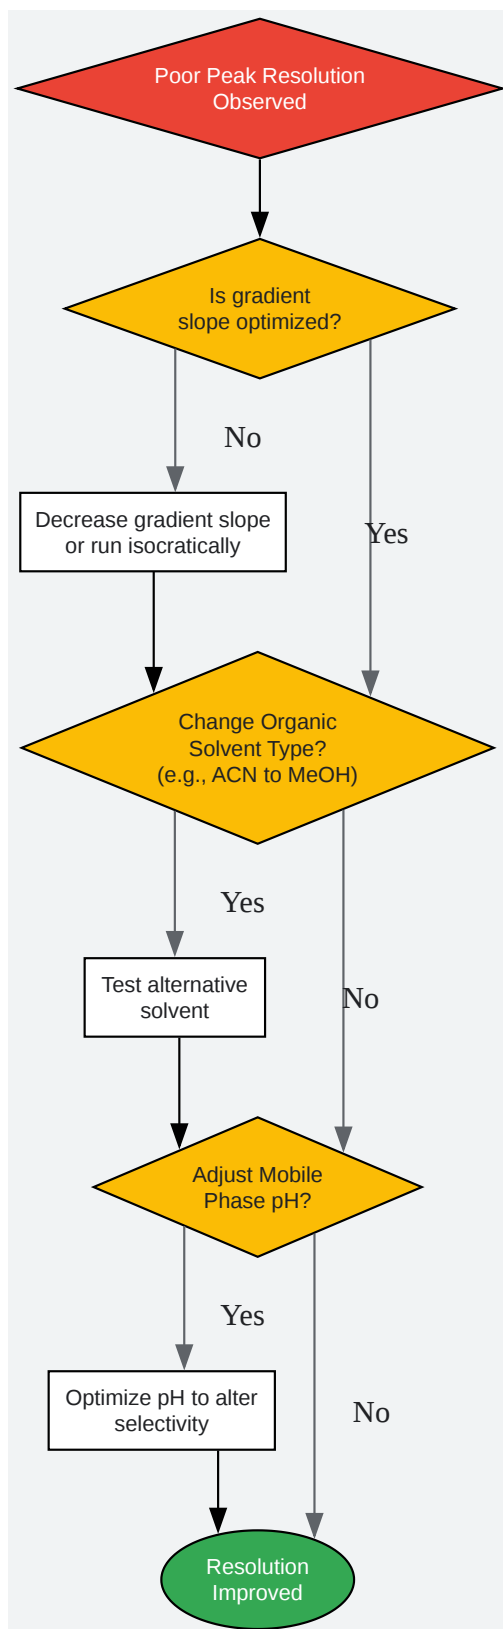 Poor Peak Resolution
Observed
Is gradient
slope optimized?
No
Decrease gradient slope
or run isocratically
Yes
Change Organic
Solvent Type?
(e.g., ACN to MeOH)
Yes
Test alternative
solvent
No
Adjust Mobile
Phase pH?
Yes
Optimize pH to alter
selectivity
No
Resolution
Improved